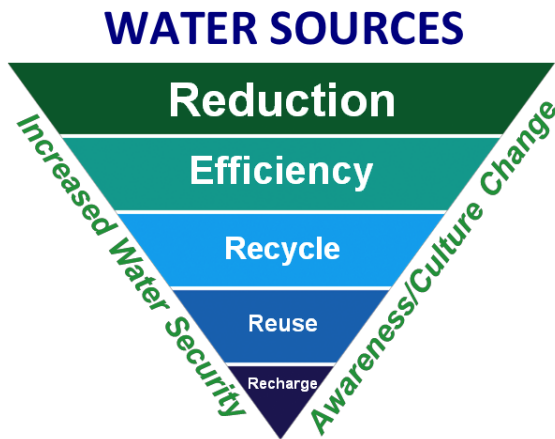 WATER SOURCES
Reduction
Efficiency
Recycle
Reuse
Recharge
Increased Water Security
Awareness/Culture Change